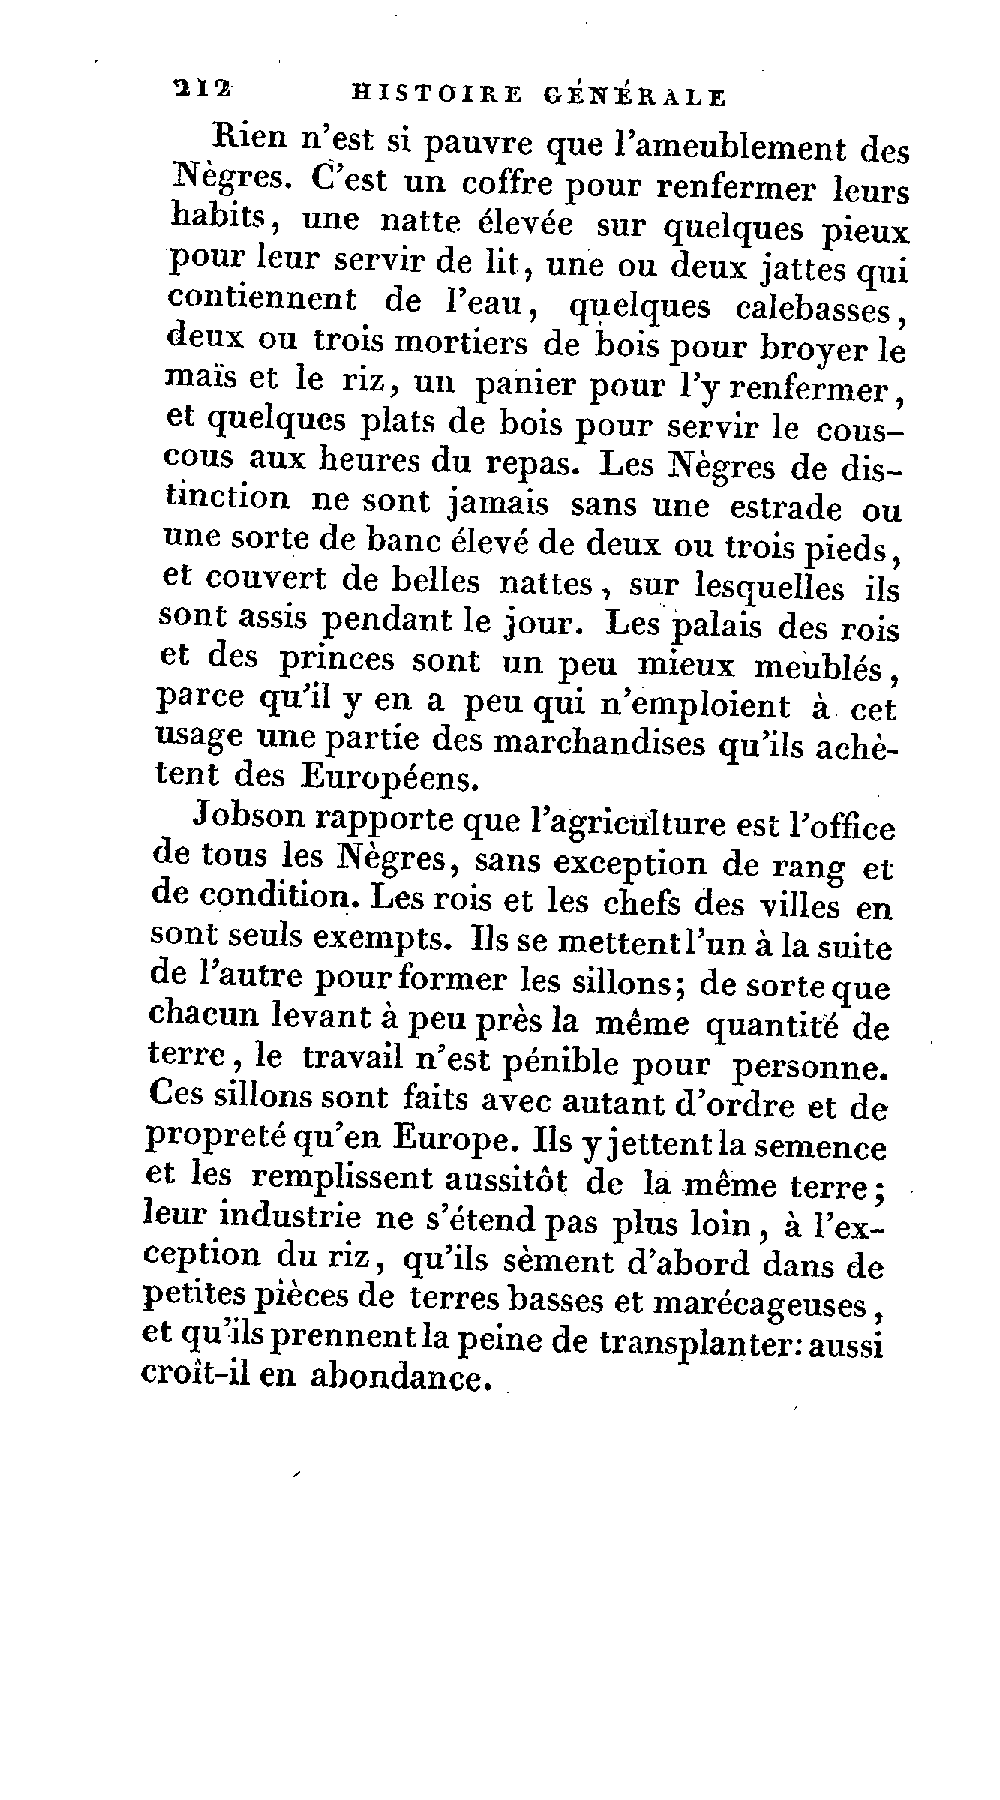 212 HISTOIRE GÉNÉRALE
Rien n'est si pauvre que l'ameublement des
Nègres. C'est un coffre pour renfermer leurs
habits, une natte élevée sur quelques pieux
pour leur servir de lit, une ou deux jattes qui
contiennent de l'eau, quelques calebasses,
deux ou trois mortiers de bois pour broyer le
maïs et le riz, un panier pour l'y renfermer,
et quelques plats de bois pour servir le cous-
cous aux heures du repas. Les Nègres de dis-
tinction ne sont jamais sans une estrade ou
une sorte de banc élevé de deux ou trois pieds,
et couvert de belles nattes, sur lesquelles ils
sont assis pendant le jour. Les palais des rois
et des princes sont un peu mieux meublés,
parce qu'il y en a peu qui n'emploient à cet
usage une partie des marchandises qu'ils achè-
tent des Européens.
Jobson rapporte que l'agriculture est l'office
de tous les Nègres, sans exception de rang et
de condition. Les rois et les chefs des villes en
sont seuls exempts. Ils se mettent l'un à la suite
de l'autre pour former les sillons; de sorte que
chacun levant à peu près la même quantité de
terre, le travail n'est pénible pour personne.
Ces sillons sont faits avec autant d'ordre et de
propreté qu'en Europe. Ils y jettent la semence
et les remplissent aussitôt de la même terre;
leur industrie ne s'étend pas plus loin, à l'ex-
ception du riz, qu'ils sèment d'abord dans de
petites pièces de terres basses et marécageuses,
et qu'ils prennent la peine de transplanter: aussi
croît-il en abondance.